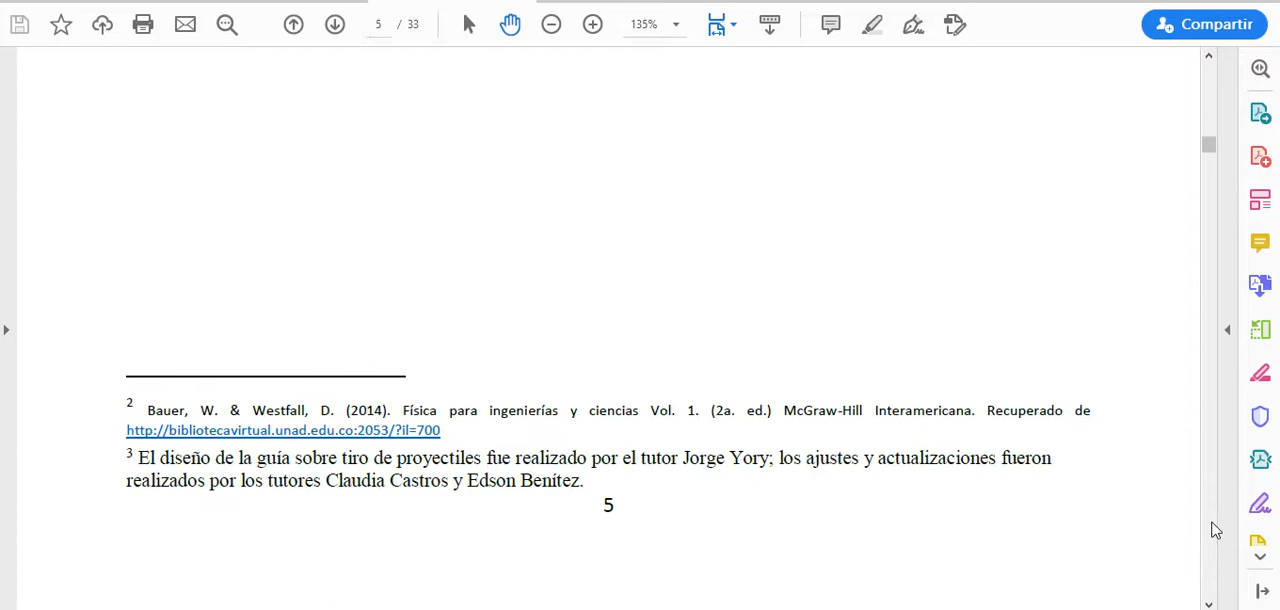 5 / 33
135%
Compartir
2 Bauer, W. & Westfall, D. (2014). Física para ingenierías y ciencias Vol. 1. (2a. ed.) McGraw-Hill Interamericana. Recuperado de
http://bibliotecavirtual.unad.edu.co:2053/?il=700
3 El diseño de la guía sobre tiro de proyectiles fue realizado por el tutor Jorge Yory; los ajustes y actualizaciones fueron
realizados por los tutores Claudia Castros y Edson Benítez.
5